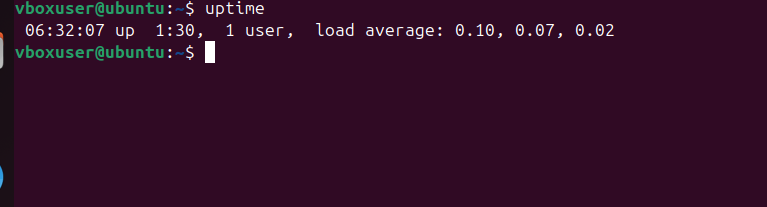 vboxuser@ubuntu:~$ uptime
 06:32:07 up  1:30,  1 user,  load average: 0.10, 0.07, 0.02
vboxuser@ubuntu:~$